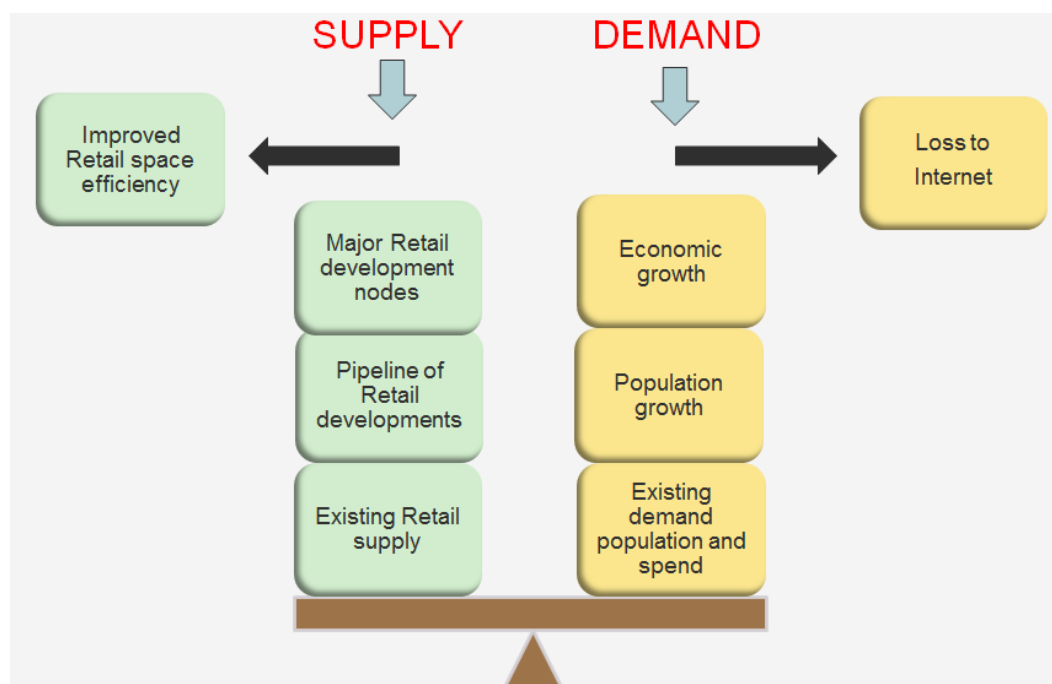 SUPPLY
DEMAND
Improved
Retail space
efficiency
Loss to
Internet
Major Retail
development
nodes
Economic
growth
Pipeline of
Retail
developments
Population
growth
Existing Retail
supply
Existing
demand
population and
spend